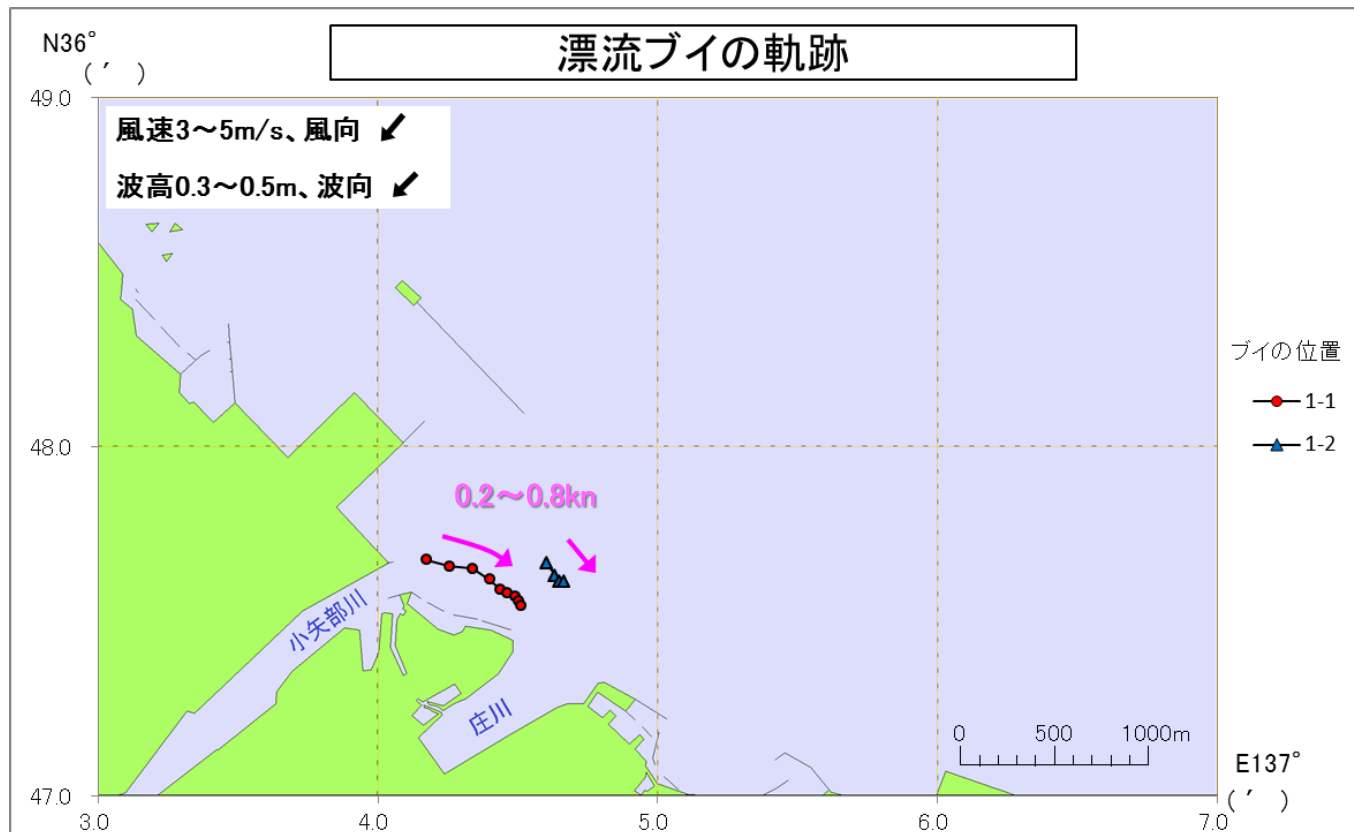 漂流ブイの軌跡
N36°
(′ )
49.0
風速3～5m/s、風向
波高0.3～0.5m、波向
ブイの位置
1-1
1-2
48.0
0.2～0.8kn
小矢部川
庄川
0 500 1000m
E137°
(′ )
47.0
3.0 4.0 5.0 6.0 7.0